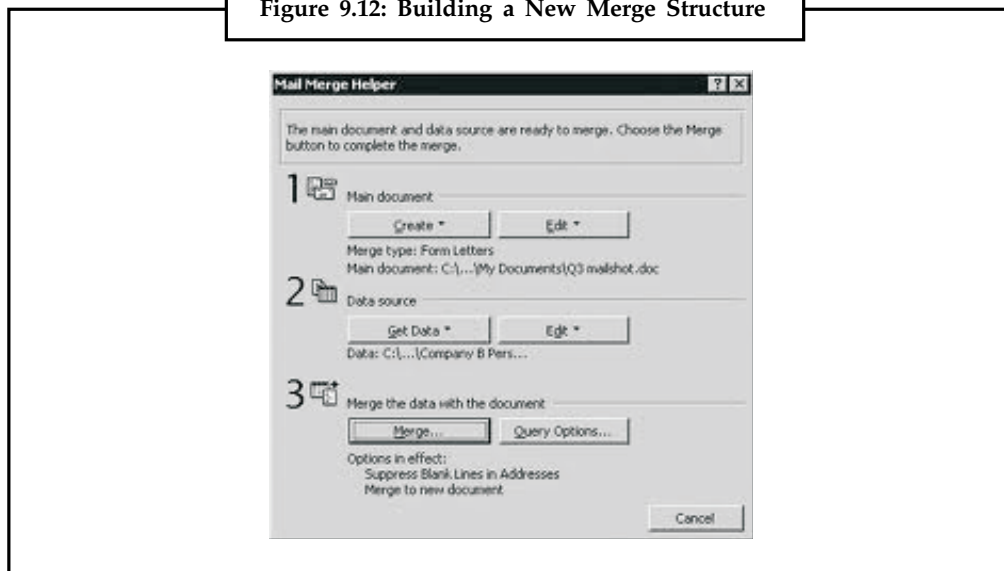 Figure 9.12: Building a New Merge Structure
Mail Merge Helper
The main document and data source are ready to merge. Choose the Merge
button to complete the merge.
1 Main document
Create Edit
Merge type: Form Letters
Main document: C:\...\My Documents\Q3 mailshot.doc
2 Data source
Get Data Edit
Data: C:\...\Company B Pers...
3 Merge the data with the document
Merge... Query Options...
Options in effect:
Suppress Blank Lines in Addresses
Merge to new document
Cancel